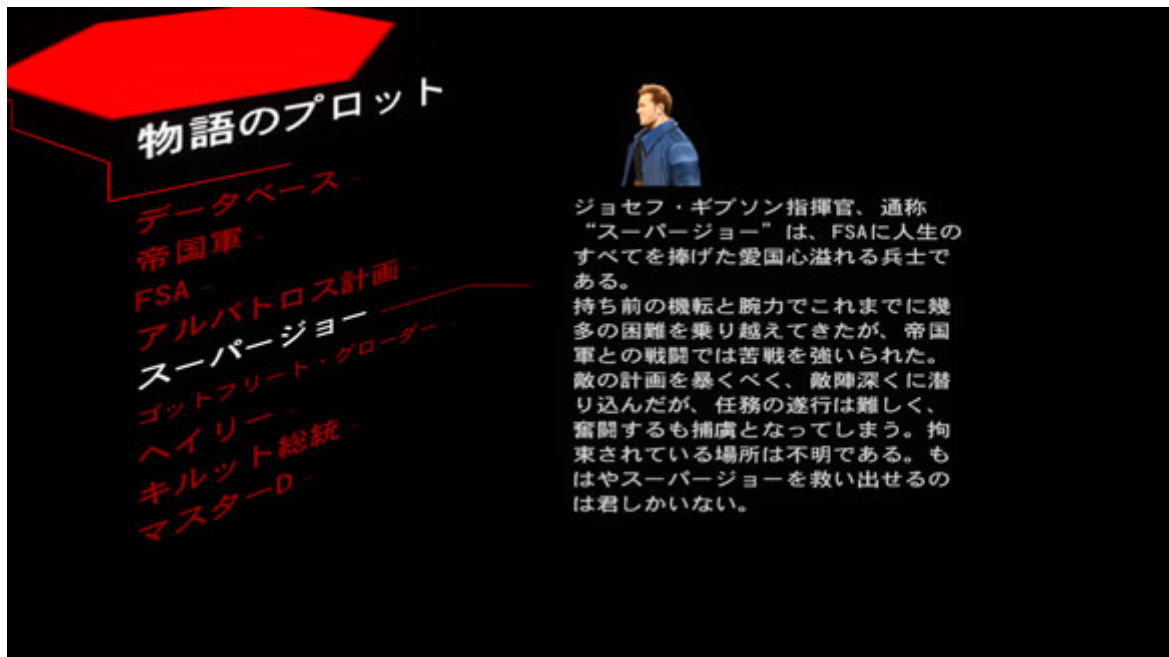 物語のプロット
データベース -
帝国軍 -
FSA -
アルバトロス計画 -
スーパージョー
ゴットフリート・グローダー -
ヘイリー -
キルット総統 -
マスターD -
ジョセフ・ギブソン指揮官、通称
“スーパージョー”は、FSAに人生の
すべてを捧げた愛国心溢れる兵士で
ある。
持ち前の機転と腕力でこれまでに幾
多の困難を乗り越えてきたが、帝国
軍との戦闘では苦戦を強いられた。
敵の計画を暴くべく、敵陣深くに潜
り込んだが、任務の遂行は難しく、
奮闘するも捕虜となってしまう。拘
束されている場所は不明である。も
はやスーパージョーを救い出せるの
は君しかいない。